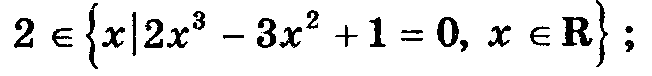 2 ∈ {x|2x³ − 3x² + 1 = 0, x ∈ R} ;